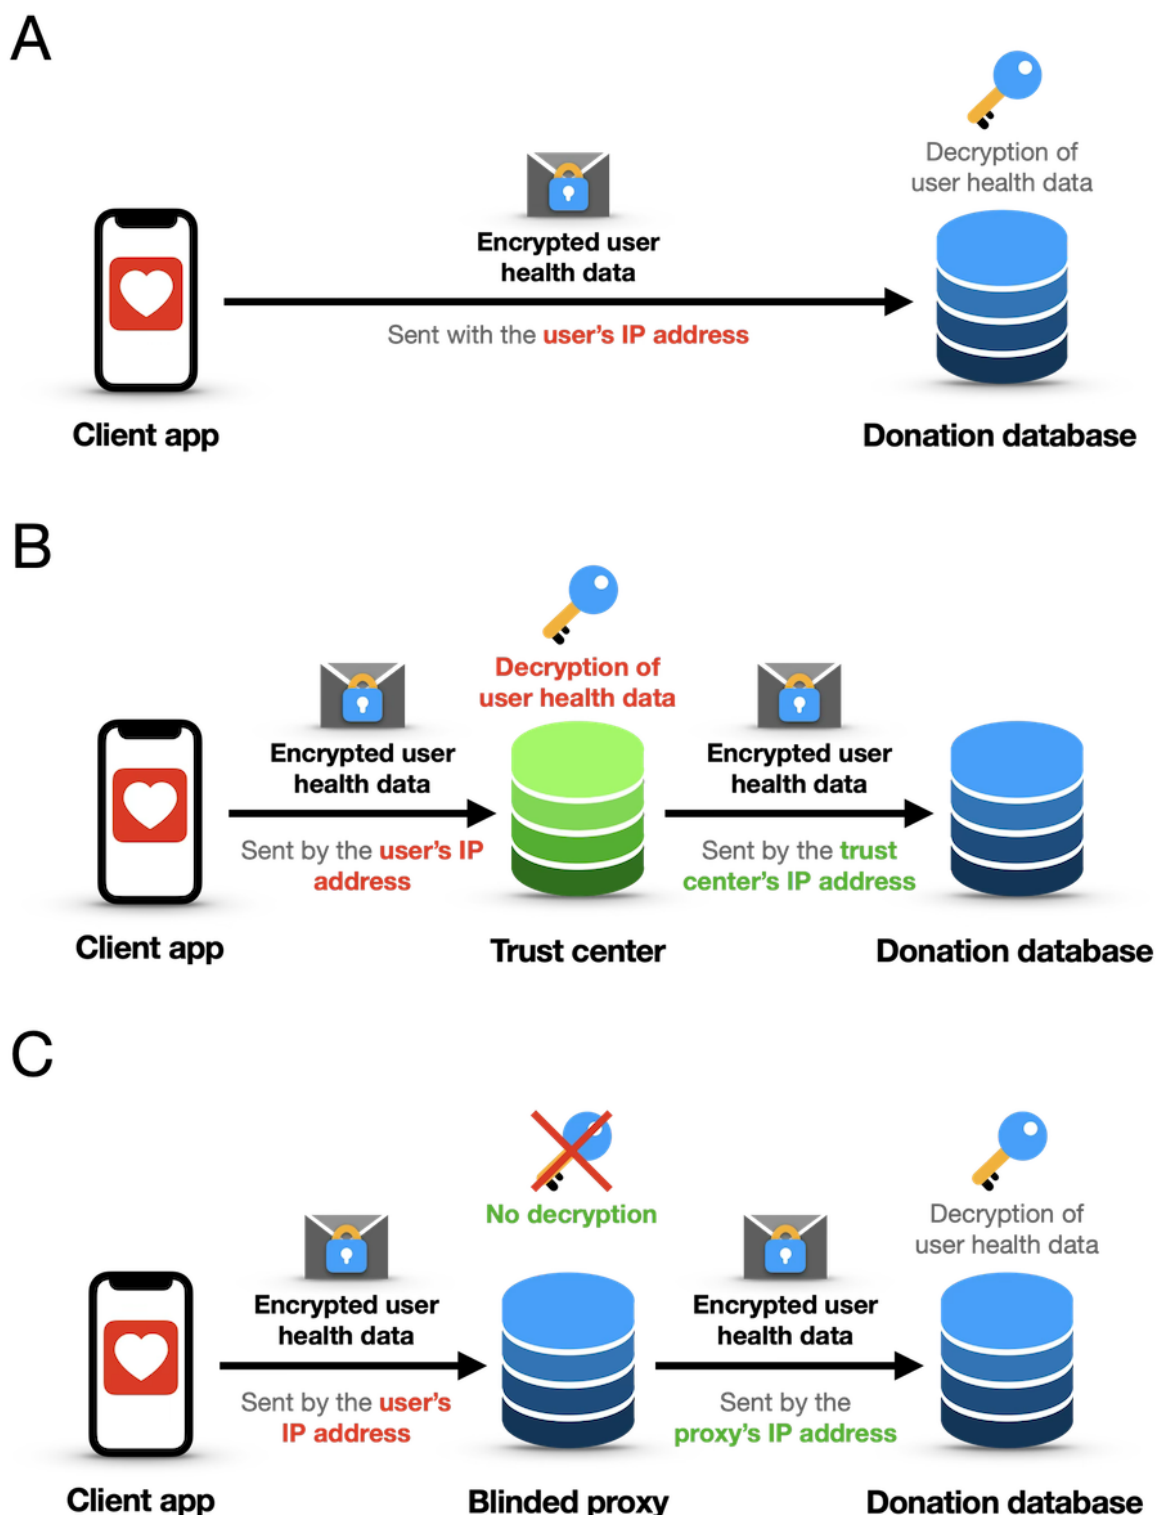 A
Decryption of
user health data
Encrypted user
health data
Sent with the user's IP address
Client app
Donation database
B
Decryption of
user health data
Encrypted user
health data
Encrypted user
health data
Sent by the user's IP
address
Sent by the trust
center's IP address
Client app
Trust center
Donation database
C
No decryption
Decryption of
user health data
Encrypted user
health data
Encrypted user
health data
Sent by the user's
IP address
Sent by the
proxy's IP address
Client app
Blinded proxy
Donation database